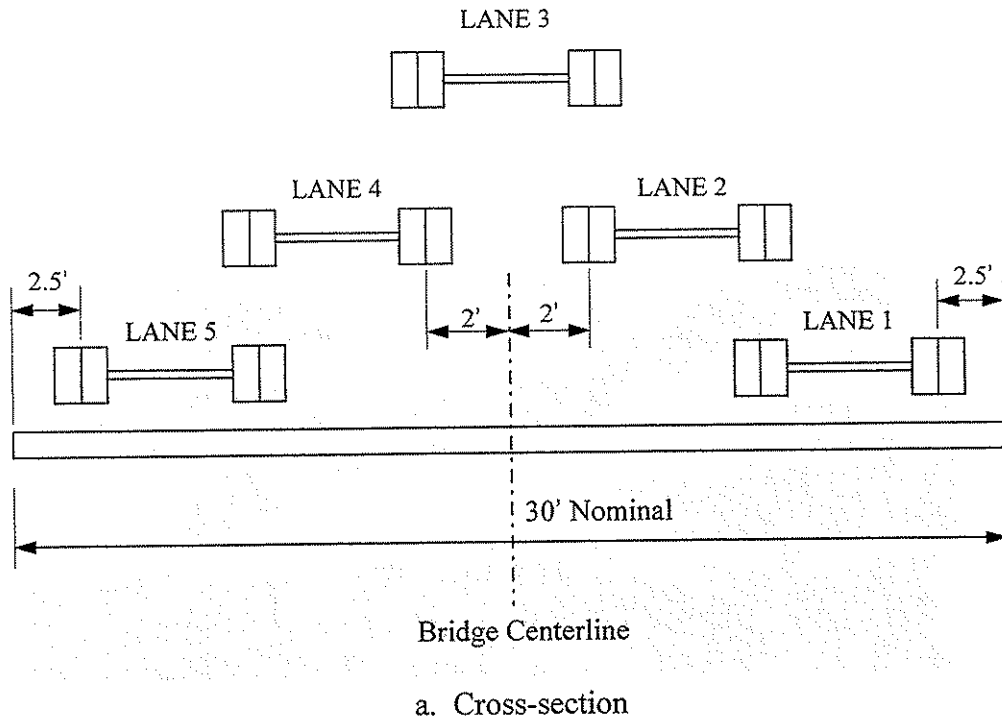 LANE 3
LANE 4
LANE 2
2.5'
2.5'
LANE 5
2'
2'
LANE 1
30' Nominal
Bridge Centerline
a. Cross-section